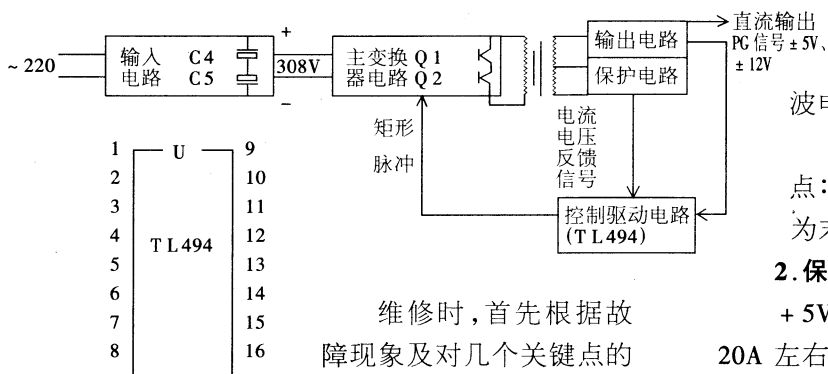 ~220
输入 C4
电路 C5
+
−
308V
主变换 Q1
器电路 Q2
输出电路
保护电路
直流输出
PG 信号 ±5V、
±12V
矩形
脉冲
电流
电压
反馈
信号
控制驱动电路
(TL494)
1 U 9
2 10
3 11
4 TL494 12
5 13
6 14
7 15
8 16
维修时,首先根据故
障现象及对几个关键点的
波
点:
为
2.保
+5V
20A 左右